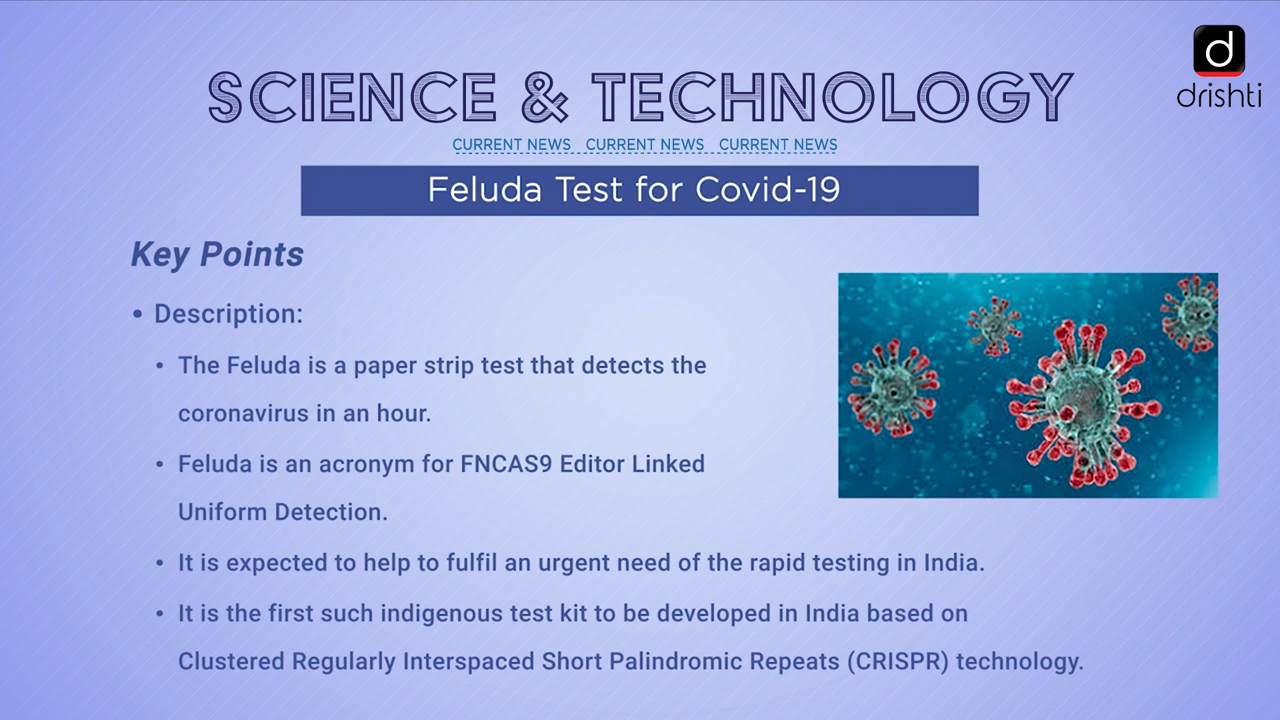 d
drishti
SCIENCE & TECHNOLOGY
CURRENT NEWS CURRENT NEWS CURRENT NEWS
Feluda Test for Covid-19
Key Points
• Description:
• The Feluda is a paper strip test that detects the
coronavirus in an hour.
• Feluda is an acronym for FNCAS9 Editor Linked
Uniform Detection.
• It is expected to help to fulfil an urgent need of the rapid testing in India.
• It is the first such indigenous test kit to be developed in India based on
Clustered Regularly Interspaced Short Palindromic Repeats (CRISPR) technology.